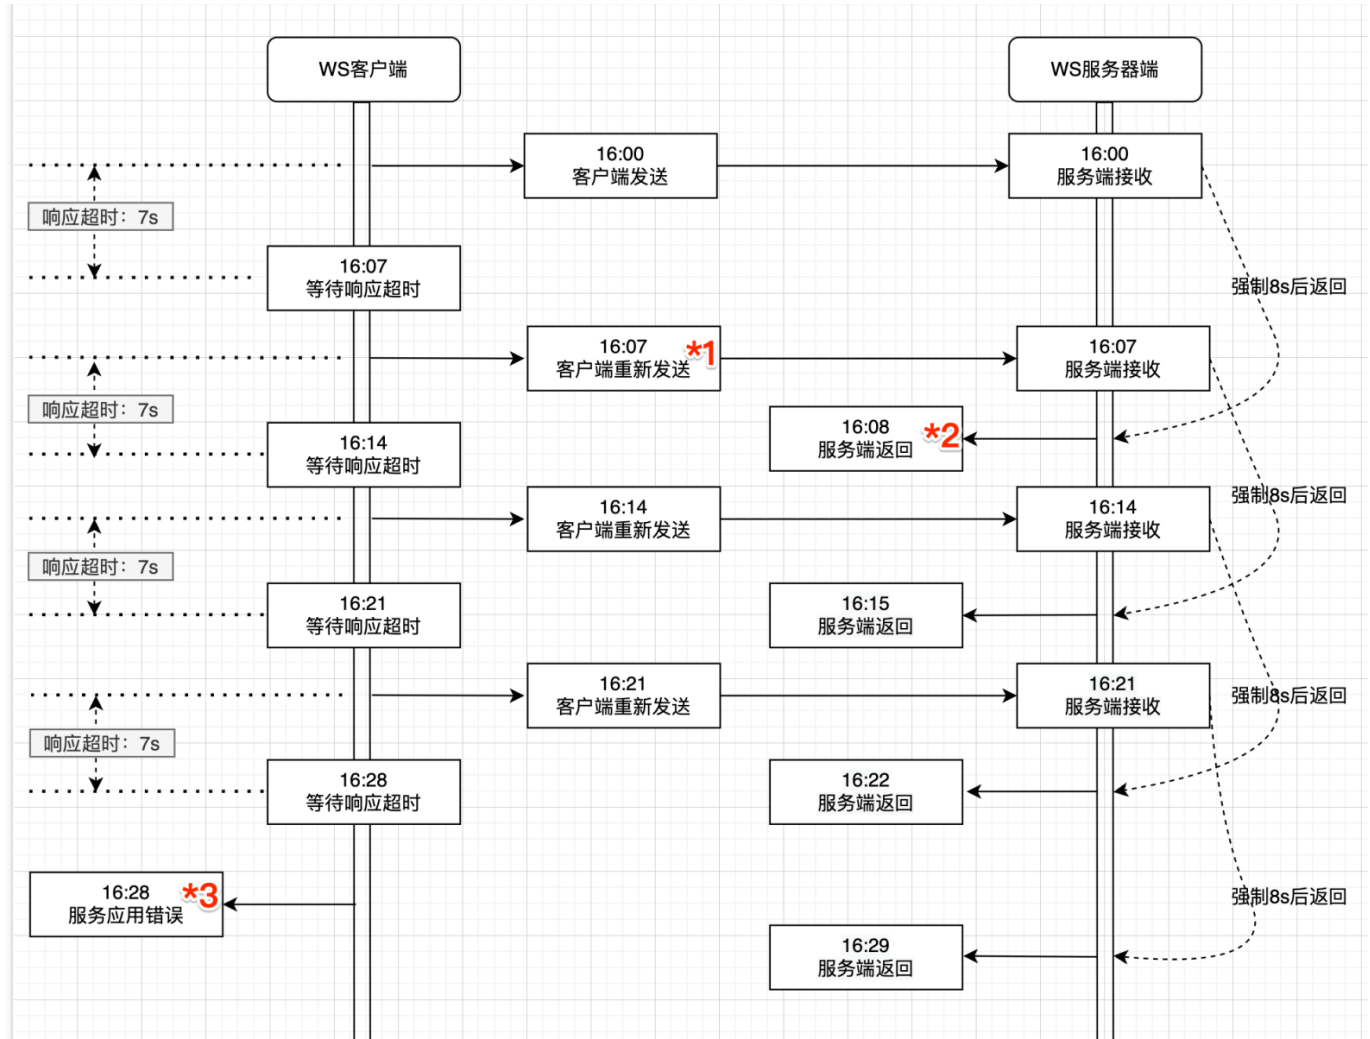 WS客户端
WS服务器端
16:00
客户端发送
16:00
服务端接收
响应超时：7s
16:07
等待响应超时
强制8s后返回
16:07
客户端重新发送
*1
16:07
服务端接收
响应超时：7s
16:08
服务端返回
*2
16:14
等待响应超时
强制8s后返回
16:14
客户端重新发送
16:14
服务端接收
响应超时：7s
16:21
等待响应超时
16:15
服务端返回
16:21
客户端重新发送
16:21
服务端接收
强制8s后返回
响应超时：7s
16:28
等待响应超时
16:22
服务端返回
16:28
服务应用错误
*3
强制8s后返回
16:29
服务端返回